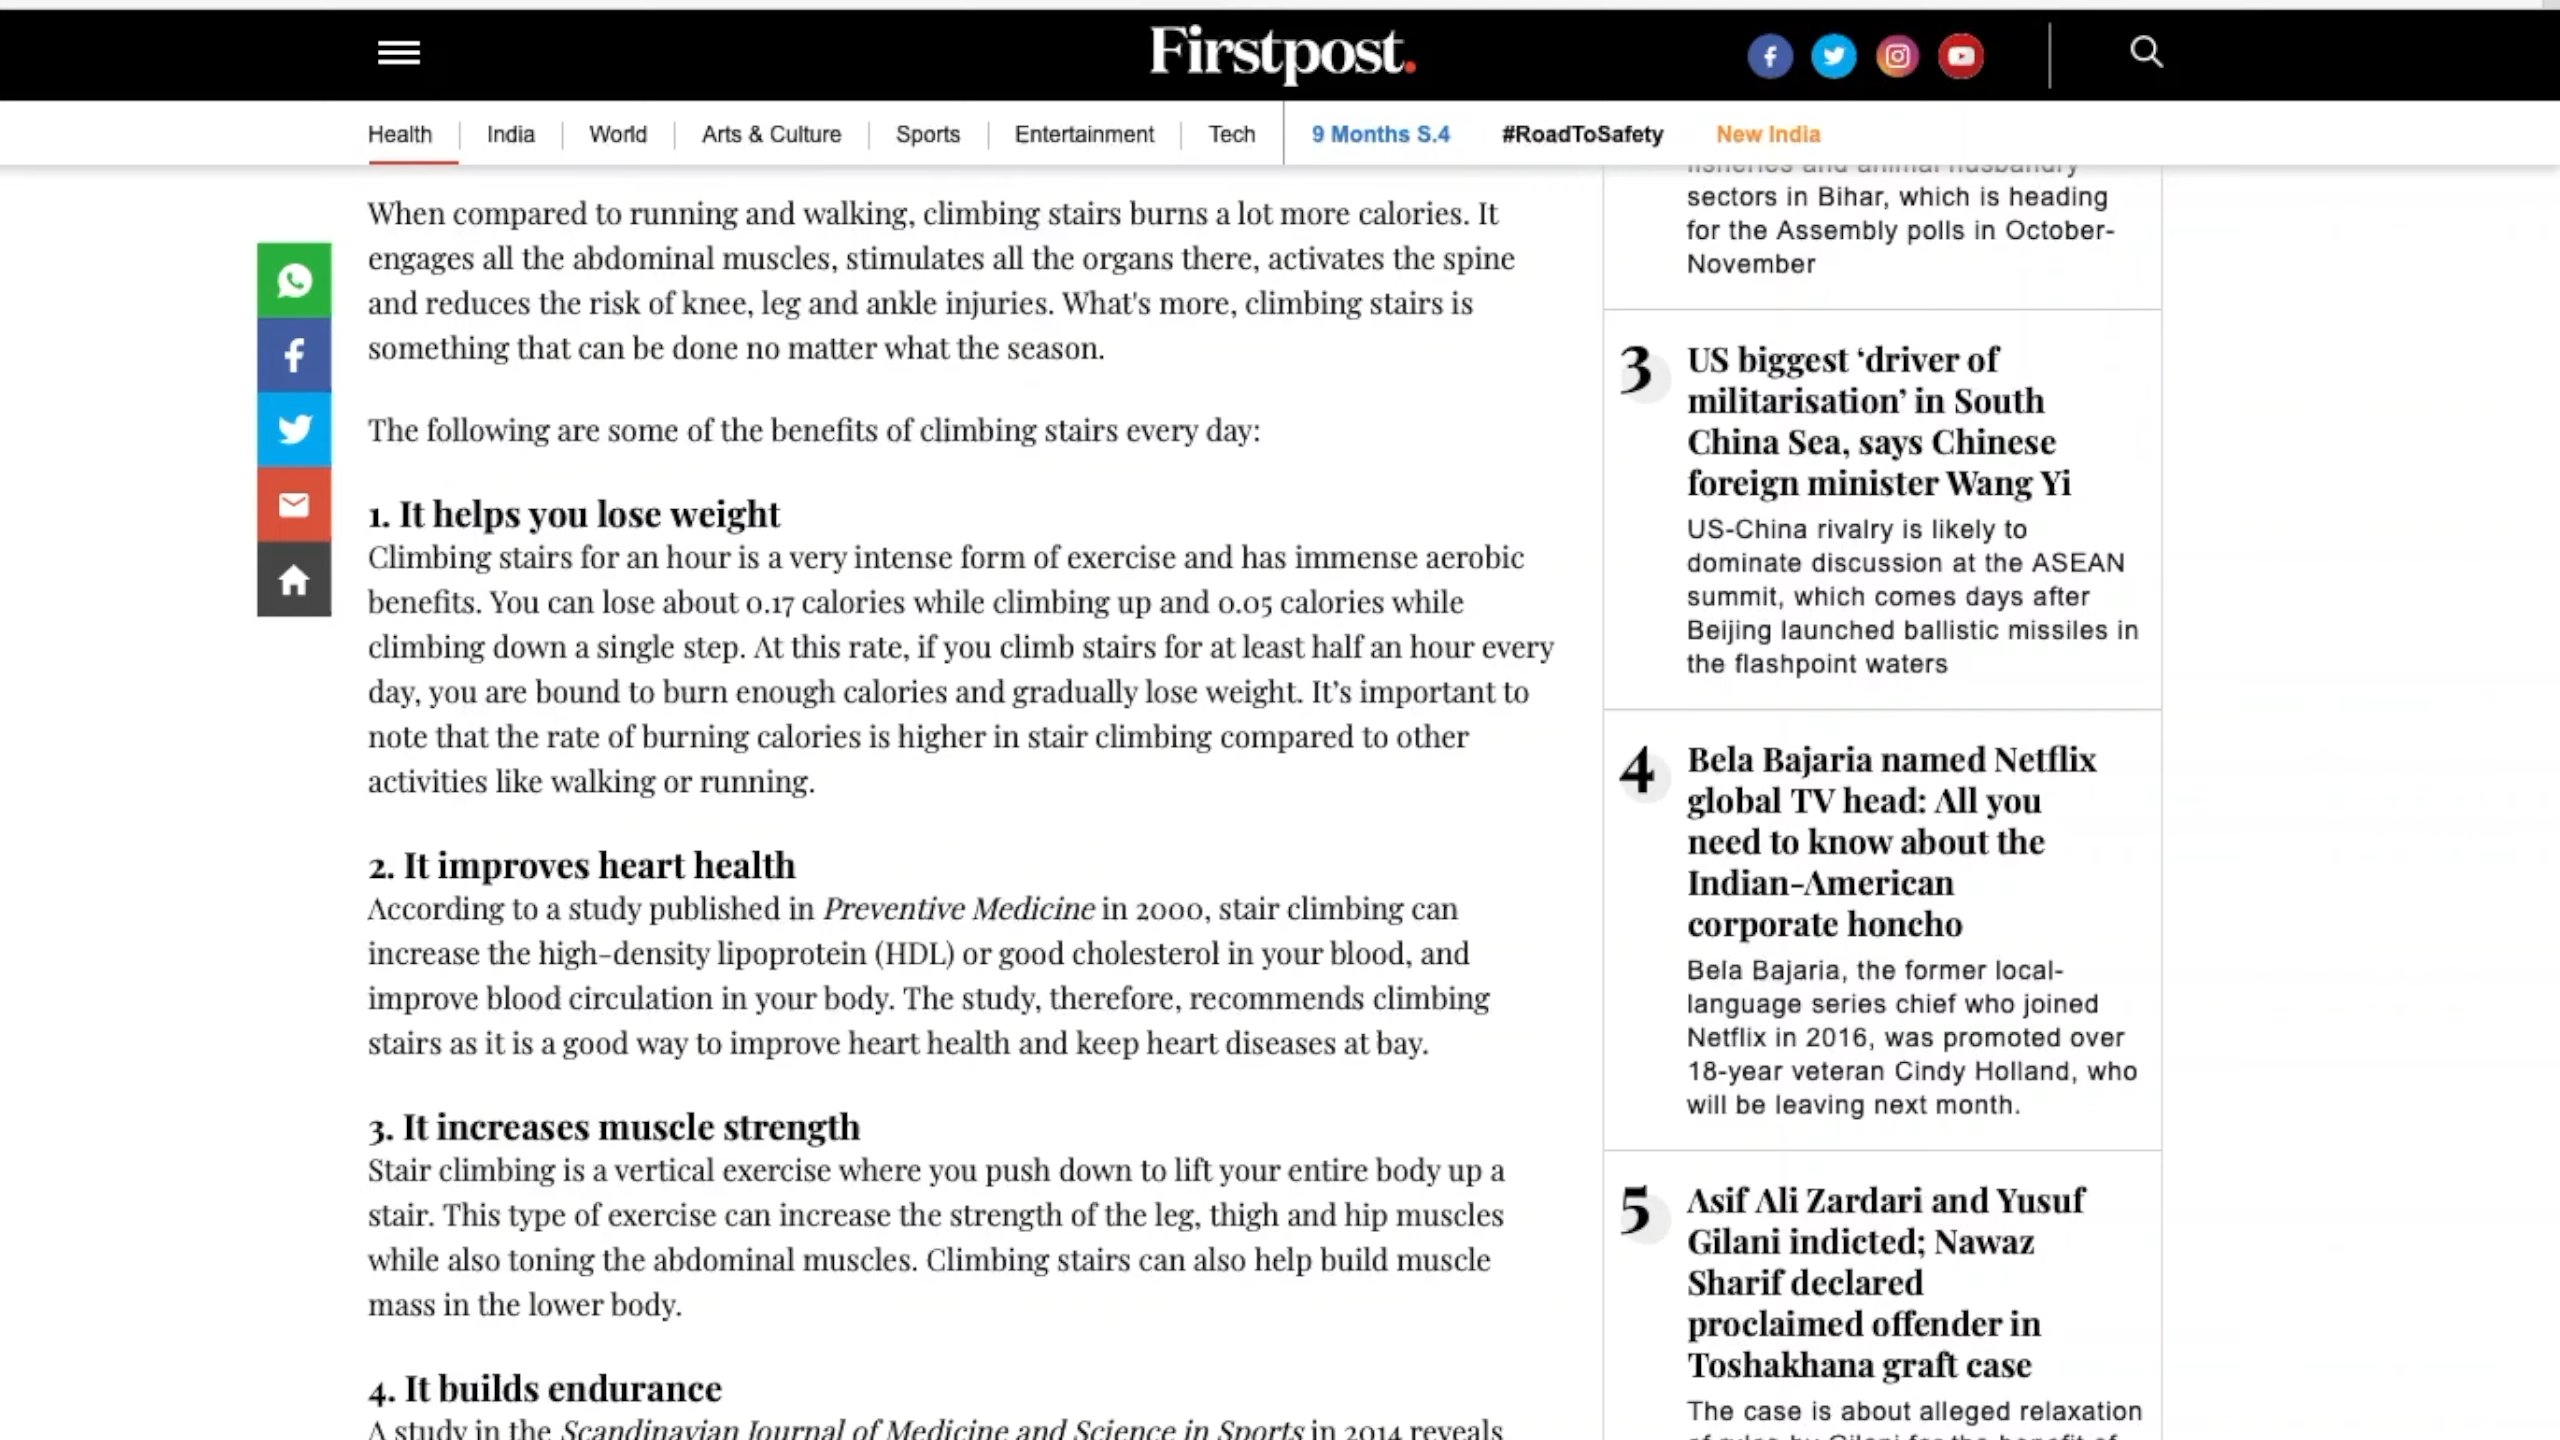 Firstpost.
Health
India
World
Arts & Culture
Sports
Entertainment
Tech
9 Months S.4
#RoadToSafety
New India
When compared to running and walking, climbing stairs burns a lot more calories. It
engages all the abdominal muscles, stimulates all the organs there, activates the spine
and reduces the risk of knee, leg and ankle injuries. What's more, climbing stairs is
something that can be done no matter what the season.
The following are some of the benefits of climbing stairs every day:
1. It helps you lose weight
Climbing stairs for an hour is a very intense form of exercise and has immense aerobic
benefits. You can lose about 0.17 calories while climbing up and 0.05 calories while
climbing down a single step. At this rate, if you climb stairs for at least half an hour every
day, you are bound to burn enough calories and gradually lose weight. It’s important to
note that the rate of burning calories is higher in stair climbing compared to other
activities like walking or running.
2. It improves heart health
According to a study published in Preventive Medicine in 2000, stair climbing can
increase the high-density lipoprotein (HDL) or good cholesterol in your blood, and
improve blood circulation in your body. The study, therefore, recommends climbing
stairs as it is a good way to improve heart health and keep heart diseases at bay.
3. It increases muscle strength
Stair climbing is a vertical exercise where you push down to lift your entire body up a
stair. This type of exercise can increase the strength of the leg, thigh and hip muscles
while also toning the abdominal muscles. Climbing stairs can also help build muscle
mass in the lower body.
4. It builds endurance
A study in the Scandinavian Journal of Medicine and Science in Sports in 2014 reveals
fisheries and animal husbandry
sectors in Bihar, which is heading
for the Assembly polls in October-
November
3
US biggest ‘driver of
militarisation’ in South
China Sea, says Chinese
foreign minister Wang Yi
US-China rivalry is likely to
dominate discussion at the ASEAN
summit, which comes days after
Beijing launched ballistic missiles in
the flashpoint waters
4
Bela Bajaria named Netflix
global TV head: All you
need to know about the
Indian-American
corporate honcho
Bela Bajaria, the former local-
language series chief who joined
Netflix in 2016, was promoted over
18-year veteran Cindy Holland, who
will be leaving next month.
5
Asif Ali Zardari and Yusuf
Gilani indicted; Nawaz
Sharif declared
proclaimed offender in
Toshakhana graft case
The case is about alleged relaxation